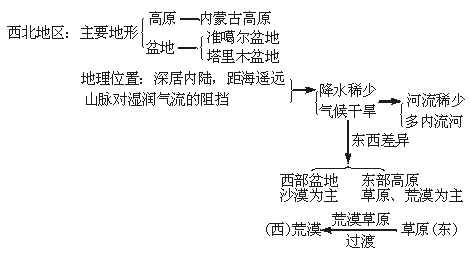 西北地区：主要地形
高原 内蒙古高原
盆地 准噶尔盆地
塔里木盆地
地理位置：深居内陆，距海遥远
山脉对湿润气流的阻挡
降水稀少
气候干旱
河流稀少
多内流河
东西差异
西部盆地 东部高原
沙漠为主 草原、荒漠为主
(西)荒漠 荒漠草原 草原(东)
过渡